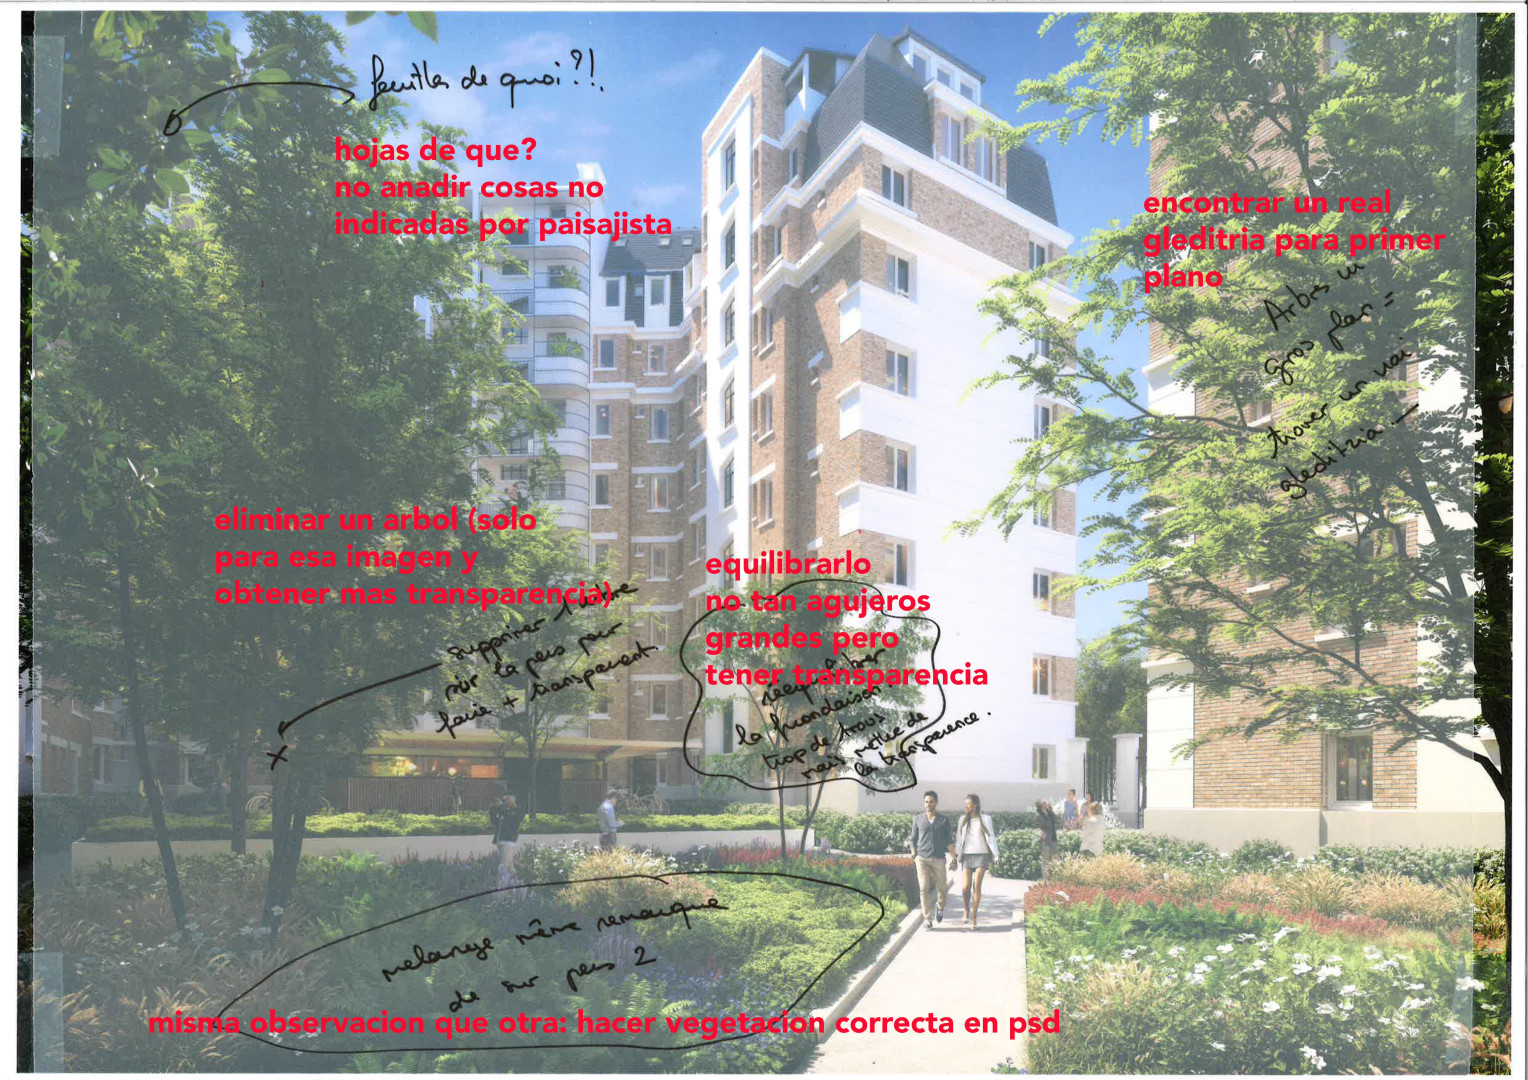 feuilles de quoi ?!.
hojas de que?
no anadir cosas no
indicadas por paisajista
encontrar un real
gleditria para primer
plano
Arbres en
gros plan =
trouver un vrai
gleditzia.
eliminar un arbol (solo
para esa imagen y
obtener mas transparencia)
supprimer 1 arbre
sur la pers pour
faire + transparent.
equilibrarlo
no tan agujeros
grandes pero
tener transparencia
rééquilibrer
la frondaison.
trop de trous
mais mettre de
la transparence.
melange même remarque
de sur pers 2
misma observacion que otra: hacer vegetacion correcta en psd